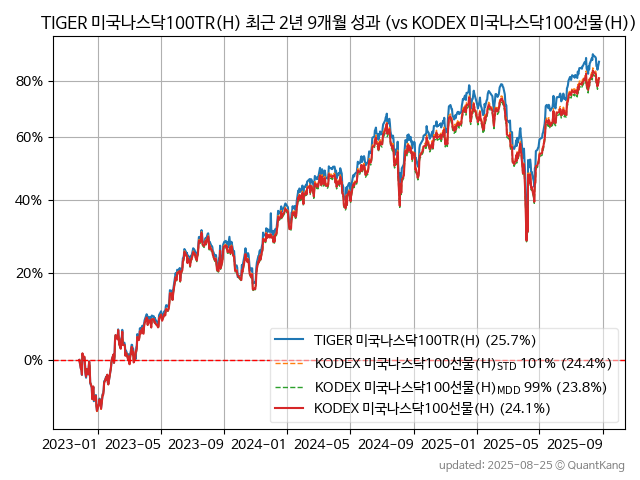 TIGER 미국나스닥100TR(H) 최근 2년 9개월 성과 (vs KODEX 미국나스닥100선물(H))
80%
60%
40%
20%
0%
TIGER 미국나스닥100TR(H) (25.7%)
KODEX 미국나스닥100선물(H)STD 101% (24.4%)
KODEX 미국나스닥100선물(H)MDD 99% (23.8%)
KODEX 미국나스닥100선물(H) (24.1%)
2023-01 2023-05 2023-09 2024-01 2024-05 2024-09 2025-01 2025-05 2025-09
updated: 2025-08-25 © QuantKang